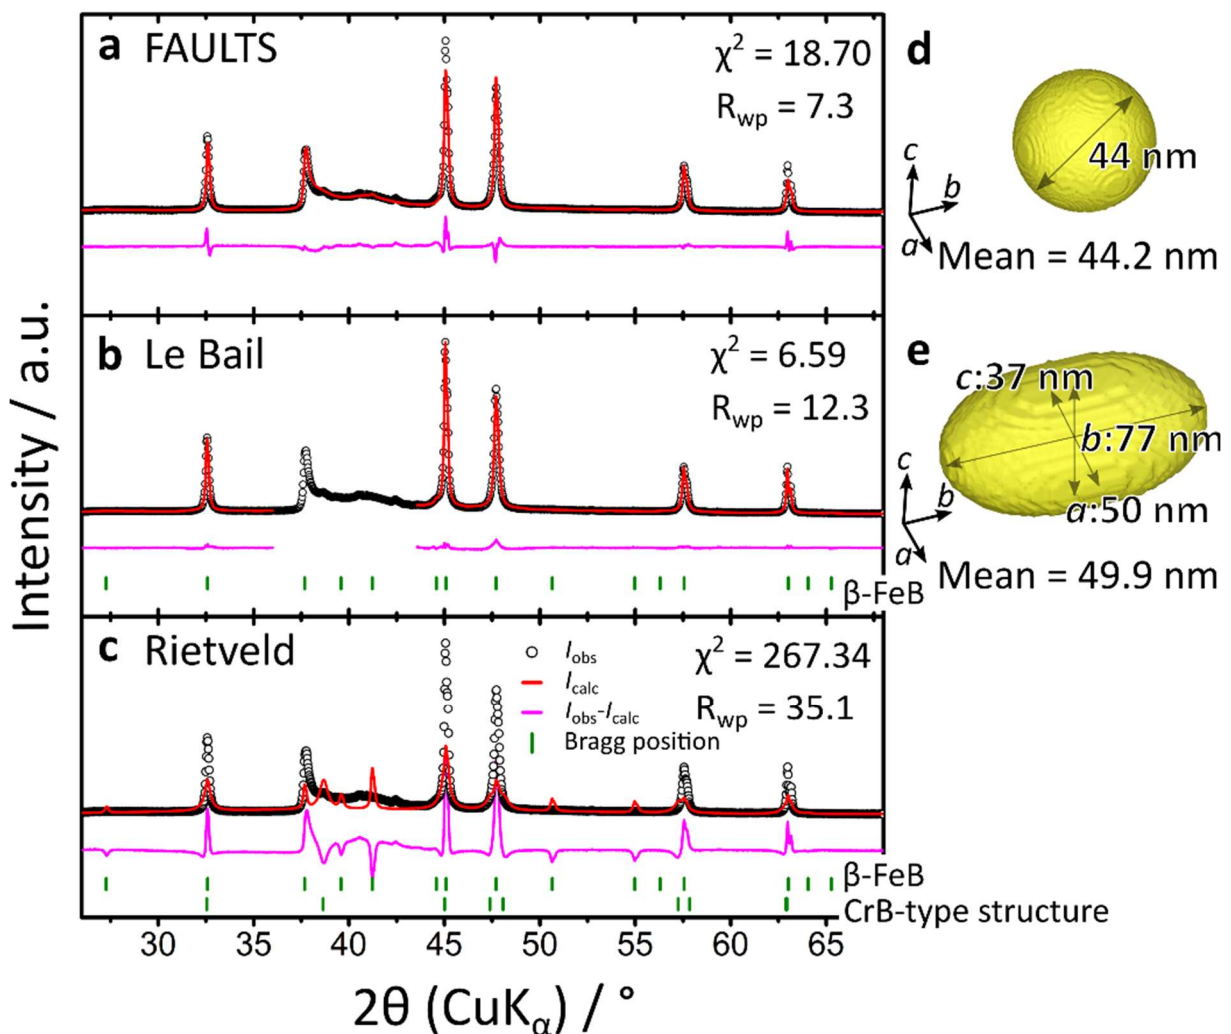 a FAULTS
χ² = 18.70
R_wp = 7.3
d
44 nm
c
b
a
Mean = 44.2 nm
b Le Bail
χ² = 6.59
R_wp = 12.3
β-FeB
e
c:37 nm
b:77 nm
a:50 nm
c
b
a
Mean = 49.9 nm
c Rietveld
I_obs
I_calc
I_obs-I_calc
Bragg position
χ² = 267.34
R_wp = 35.1
β-FeB
CrB-type structure
Intensity / a.u.
30 35 40 45 50 55 60 65
2θ (CuK_α) / °